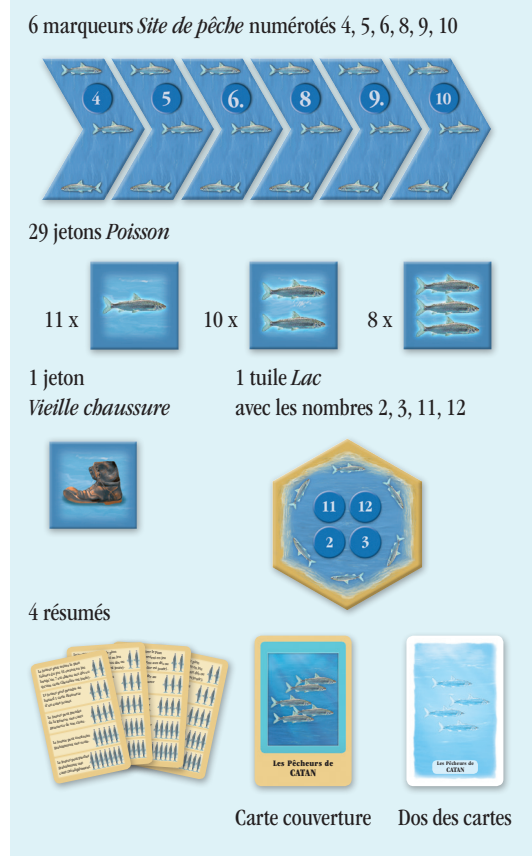 6 marqueurs Site de pêche numérotés 4, 5, 6, 8, 9, 10
4 5 6. 8 9. 10
29 jetons Poisson
11 x 10 x 8 x
1 jeton
Vieille chaussure
1 tuile Lac
avec les nombres 2, 3, 11, 12
11 12
2 3
4 résumés
Les Pêcheurs de
CATAN
Les Pêcheurs de
CATAN
Carte couverture Dos des cartes